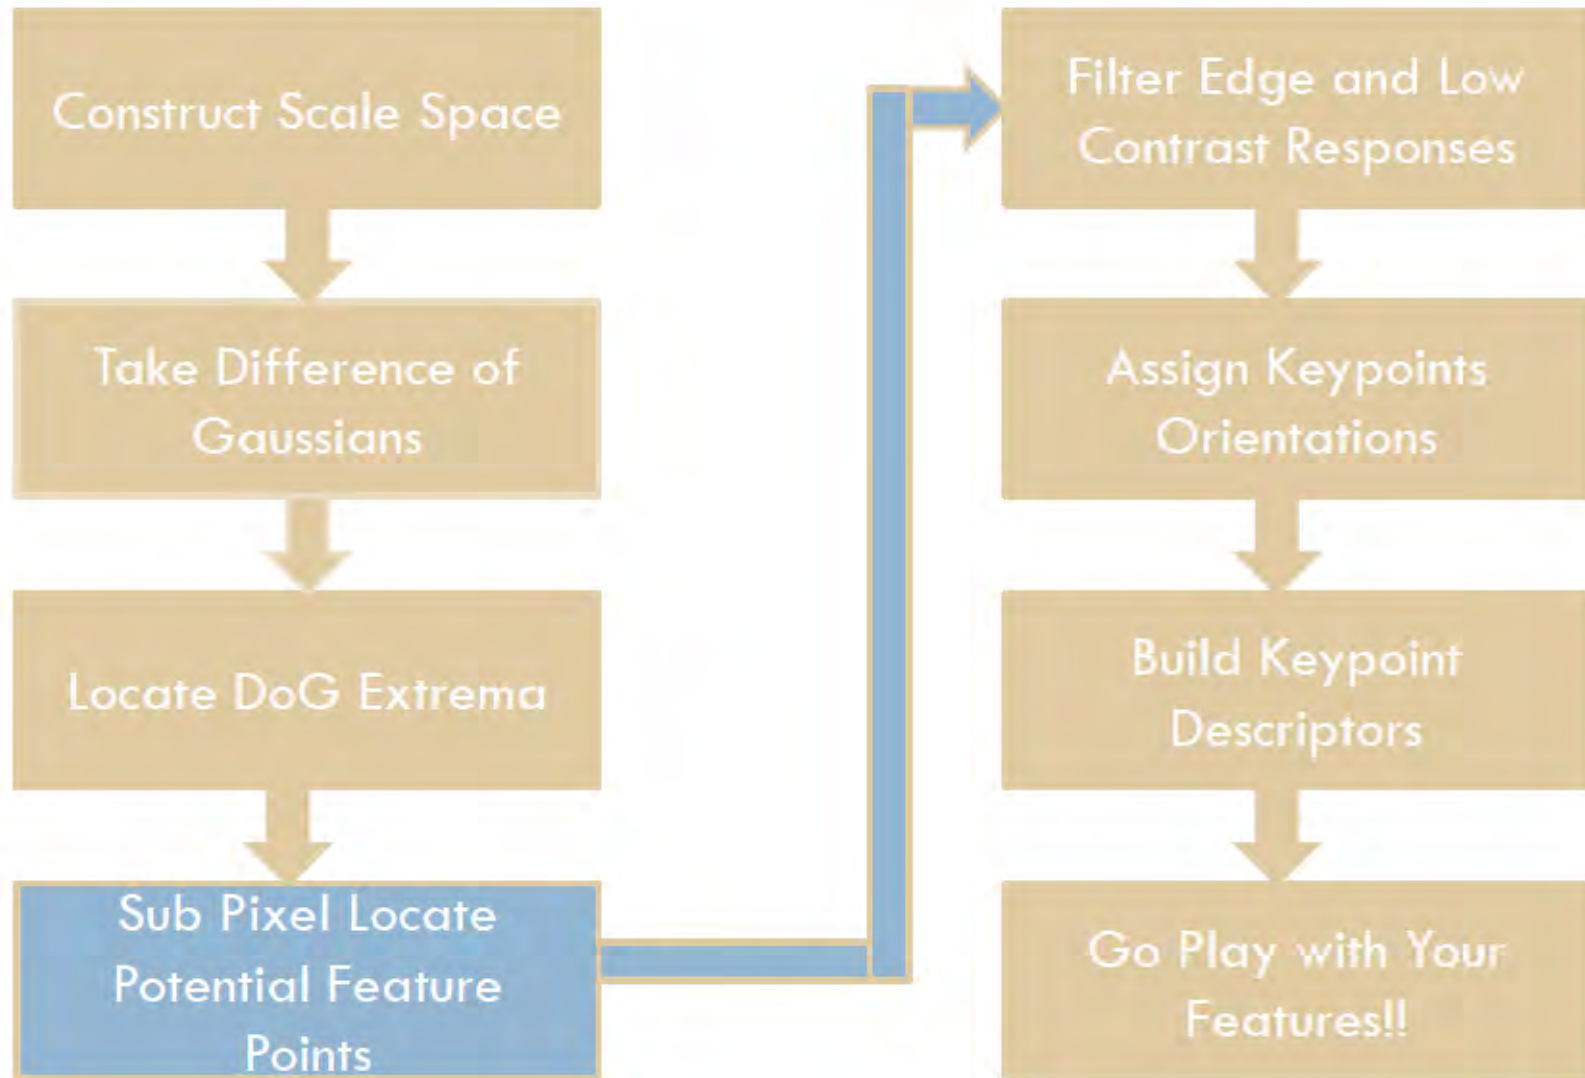 Construct Scale Space
Take Difference of
Gaussians
Locate DoG Extrema
Sub Pixel Locate
Potential Feature
Points
Filter Edge and Low
Contrast Responses
Assign Keypoints
Orientations
Build Keypoint
Descriptors
Go Play with Your
Features!!